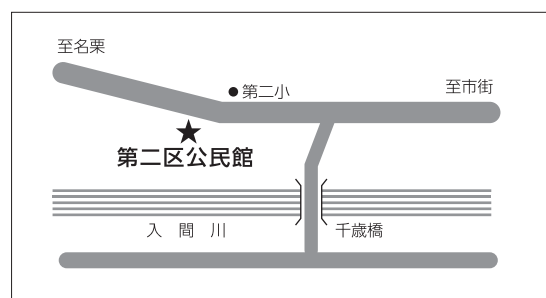 至名栗
第二小
至市街
第二区公民館
入間川
千歳橋